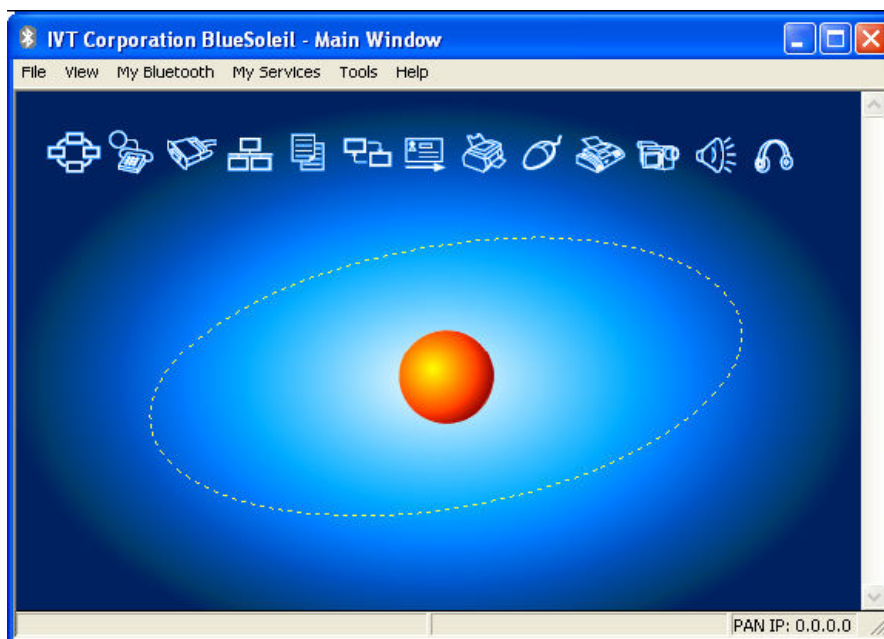 IVT Corporation BlueSoleil - Main Window
File View My Bluetooth My Services Tools Help
PAN IP: 0.0.0.0